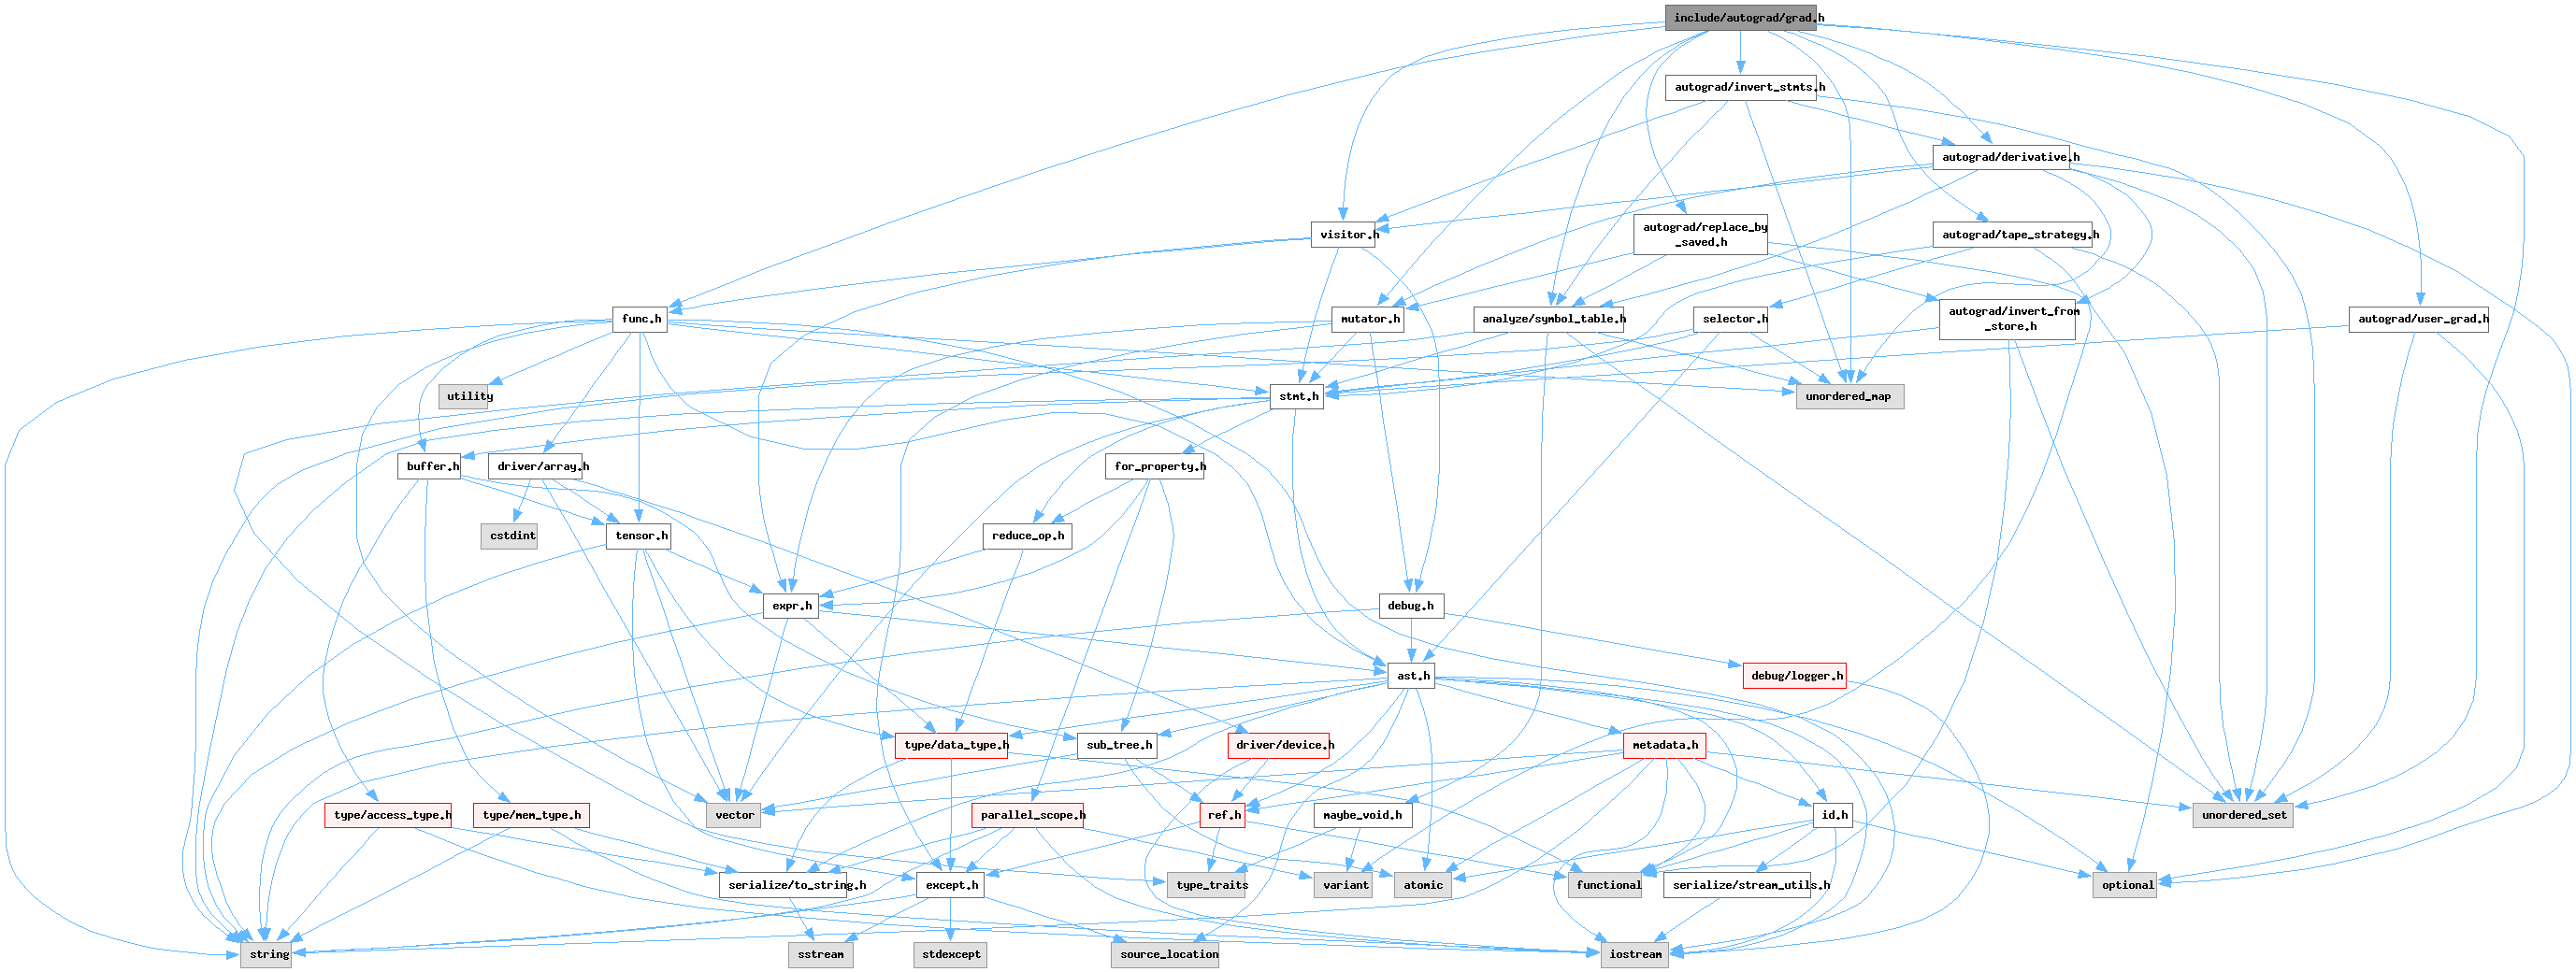 include/autograd/grad.h
autograd/invert_stmts.h
autograd/derivative.h
visitor.h
autograd/replace_by
_saved.h
autograd/tape_strategy.h
func.h
mutator.h
analyze/symbol_table.h
selector.h
autograd/invert_from
_store.h
autograd/user_grad.h
utility
stmt.h
unordered_map
buffer.h
driver/array.h
for_property.h
cstdint
tensor.h
reduce_op.h
expr.h
debug.h
ast.h
debug/logger.h
type/data_type.h
sub_tree.h
driver/device.h
metadata.h
type/access_type.h
type/mem_type.h
vector
parallel_scope.h
ref.h
maybe_void.h
id.h
unordered_set
serialize/to_string.h
except.h
type_traits
variant
atomic
functional
serialize/stream_utils.h
optional
string
sstream
stdexcept
source_location
iostream